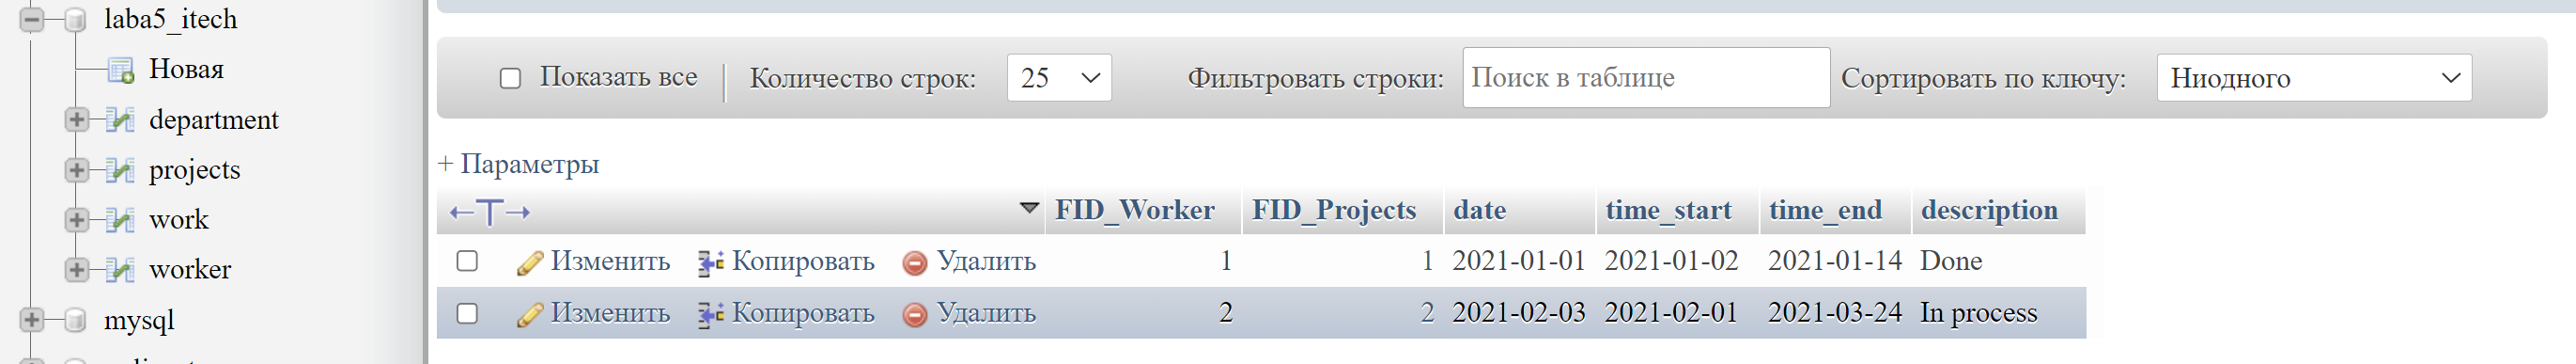 laba5_itech
Новая
department
projects
work
worker
mysql
Показать все
Количество строк: 25
Фильтровать строки: Поиск в таблице
Сортировать по ключу: Ниодного
+ Параметры
←T→ FID_Worker FID_Projects date time_start time_end description
Изменить Копировать Удалить 1 1 2021-01-01 2021-01-02 2021-01-14 Done
Изменить Копировать Удалить 2 2 2021-02-03 2021-02-01 2021-03-24 In process